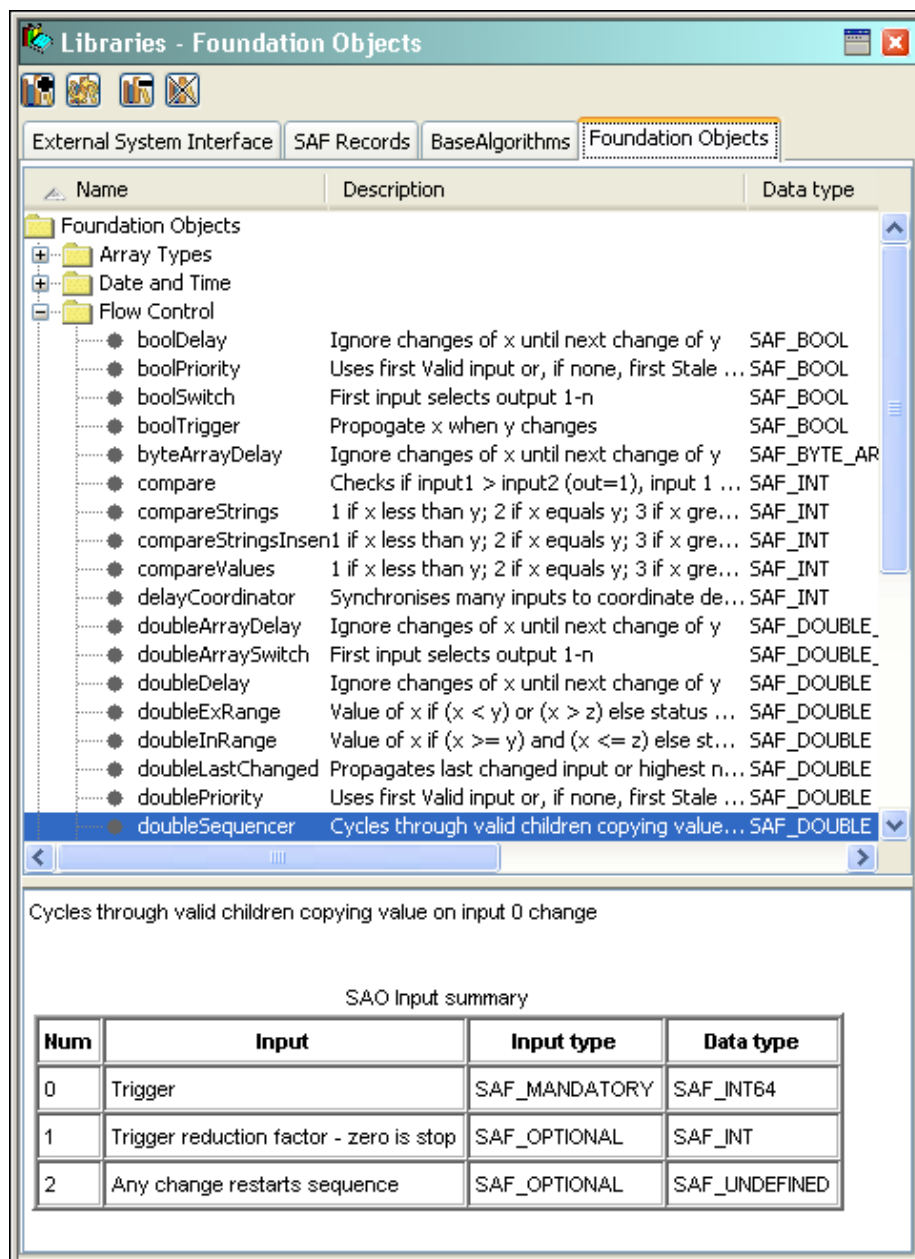 Libraries - Foundation Objects
External System Interface SAF Records BaseAlgorithms Foundation Objects
Name Description Data type
Foundation Objects
Array Types
Date and Time
Flow Control
boolDelay Ignore changes of x until next change of y SAF_BOOL
boolPriority Uses first Valid input or, if none, first Stale ... SAF_BOOL
boolSwitch First input selects output 1-n SAF_BOOL
boolTrigger Propogate x when y changes SAF_BOOL
byteArrayDelay Ignore changes of x until next change of y SAF_BYTE_AR
compare Checks if input1 > input2 (out=1), input 1 ... SAF_INT
compareStrings 1 if x less than y; 2 if x equals y; 3 if x gre... SAF_INT
compareStringsInsen1 if x less than y; 2 if x equals y; 3 if x gre... SAF_INT
compareValues 1 if x less than y; 2 if x equals y; 3 if x gre... SAF_INT
delayCoordinator Synchronises many inputs to coordinate de... SAF_INT
doubleArrayDelay Ignore changes of x until next change of y SAF_DOUBLE_
doubleArraySwitch First input selects output 1-n SAF_DOUBLE_
doubleDelay Ignore changes of x until next change of y SAF_DOUBLE
doubleExRange Value of x if (x < y) or (x > z) else status ... SAF_DOUBLE
doubleInRange Value of x if (x >= y) and (x <= z) else st... SAF_DOUBLE
doubleLastChanged Propagates last changed input or highest n... SAF_DOUBLE
doublePriority Uses first Valid input or, if none, first Stale ... SAF_DOUBLE
doubleSequencer Cycles through valid children copying value... SAF_DOUBLE
Cycles through valid children copying value on input 0 change
SAO Input summary
Num Input Input type Data type
0 Trigger SAF_MANDATORY SAF_INT64
1 Trigger reduction factor - zero is stop SAF_OPTIONAL SAF_INT
2 Any change restarts sequence SAF_OPTIONAL SAF_UNDEFINED